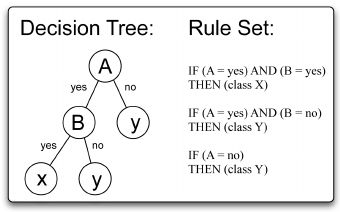 Decision Tree:
A
yes
no
B
y
yes
no
x
y
Rule Set:
IF (A = yes) AND (B = yes)
THEN (class X)
IF (A = yes) AND (B = no)
THEN (class Y)
IF (A = no)
THEN (class Y)